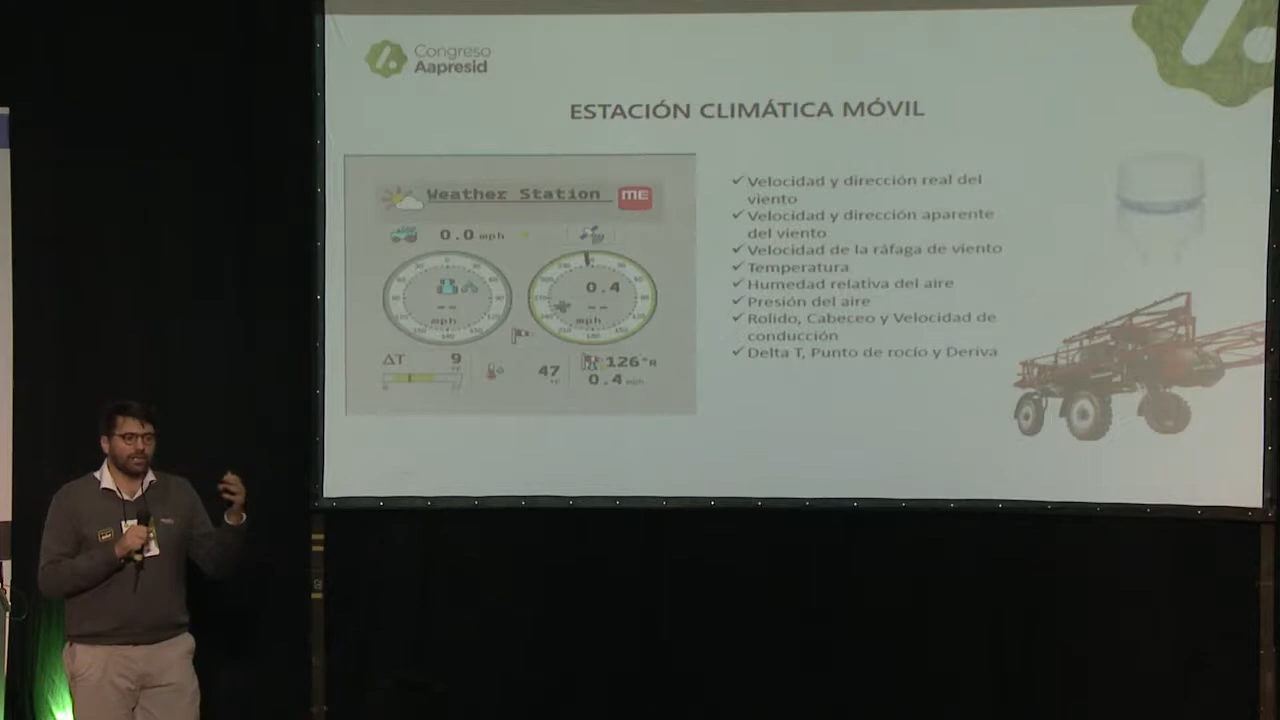 Congreso
Aapresid
ESTACIÓN CLIMÁTICA MÓVIL
Weather Station
ME
0.0 mph
0.4
--
--
mph
mph
ΔT
9
47
126°R
0.4 mph
✓Velocidad y dirección real del
viento
✓Velocidad y dirección aparente
del viento
✓Velocidad de la ráfaga de viento
✓Temperatura
✓Humedad relativa del aire
✓Presión del aire
✓Rolido, Cabeceo y Velocidad de
conducción
✓Delta T, Punto de rocío y Deriva